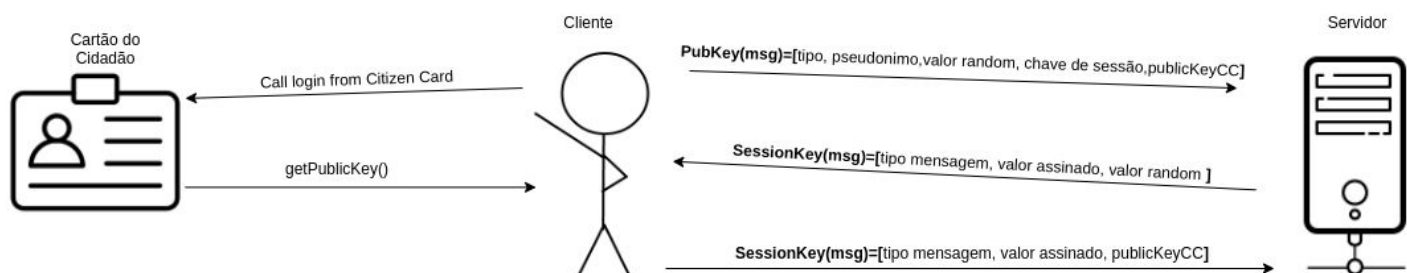 Cliente
Servidor
Cartão do
Cidadão
Call login from Citizen Card
PubKey(msg)=[tipo, pseudonimo,valor random, chave de sessão,publicKeyCC]
getPublicKey()
SessionKey(msg)=[tipo mensagem, valor assinado, valor random ]
SessionKey(msg)=[tipo mensagem, valor assinado, publicKeyCC]